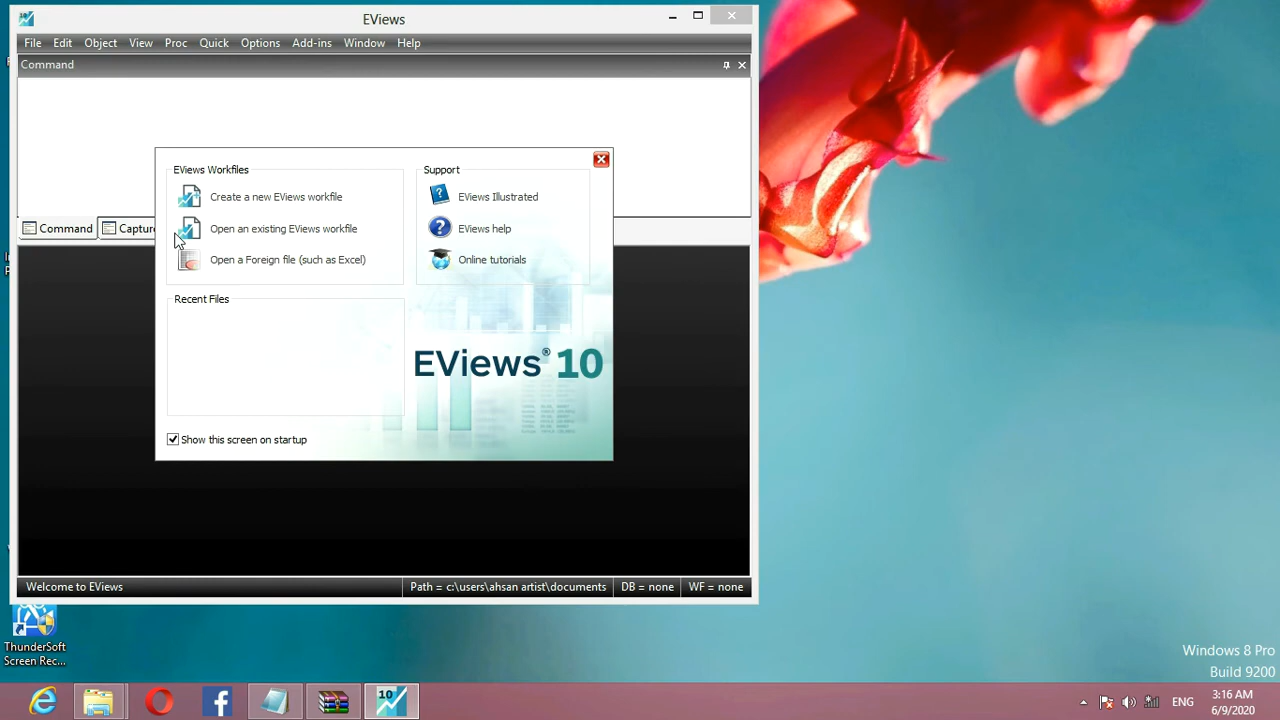 10
EViews
File Edit Object View Proc Quick Options Add-ins Window Help
Command
Command Capture
EViews Workfiles
Create a new EViews workfile
Open an existing EViews workfile
Open a Foreign file (such as Excel)
Support
EViews Illustrated
EViews help
Online tutorials
Recent Files
EViews® 10
Show this screen on startup
Welcome to EViews Path = c:\users\ahsan artist\documents DB = none WF = none
ThunderSoft
Screen Rec...
Windows 8 Pro
Build 9200
10
ENG
3:16 AM
6/9/2020